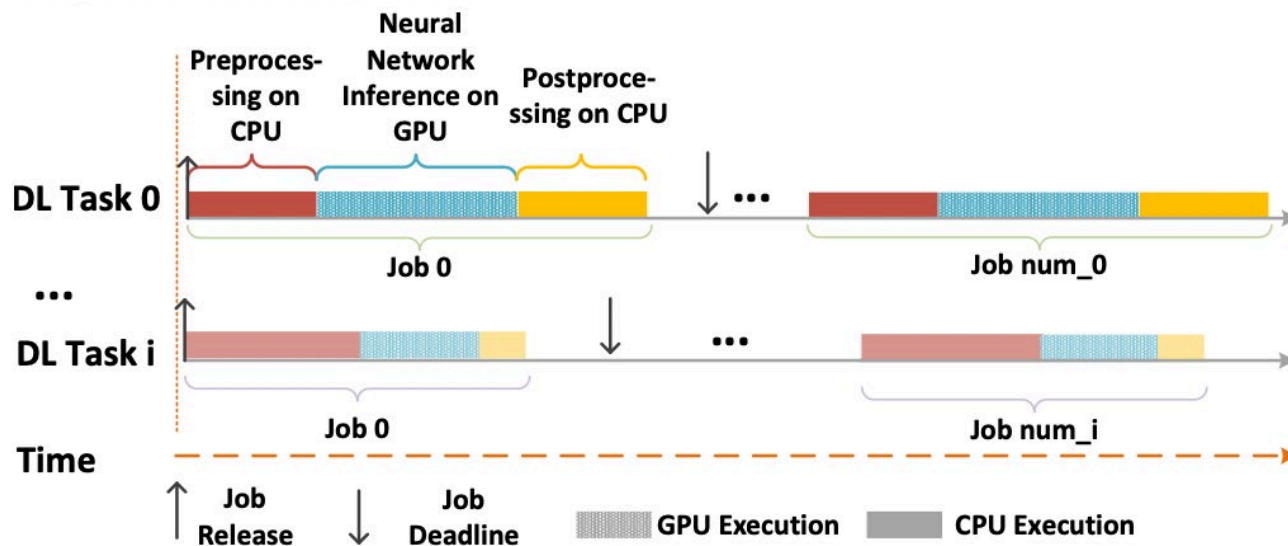 Neural
Network
Inference on
GPU
Preproces-
sing on
CPU
Postproce-
ssing on CPU
DL Task 0
...
Job 0
Job num_0
...
DL Task i
...
Job 0
Job num_i
Time
Job
Release
Job
Deadline
GPU Execution
CPU Execution